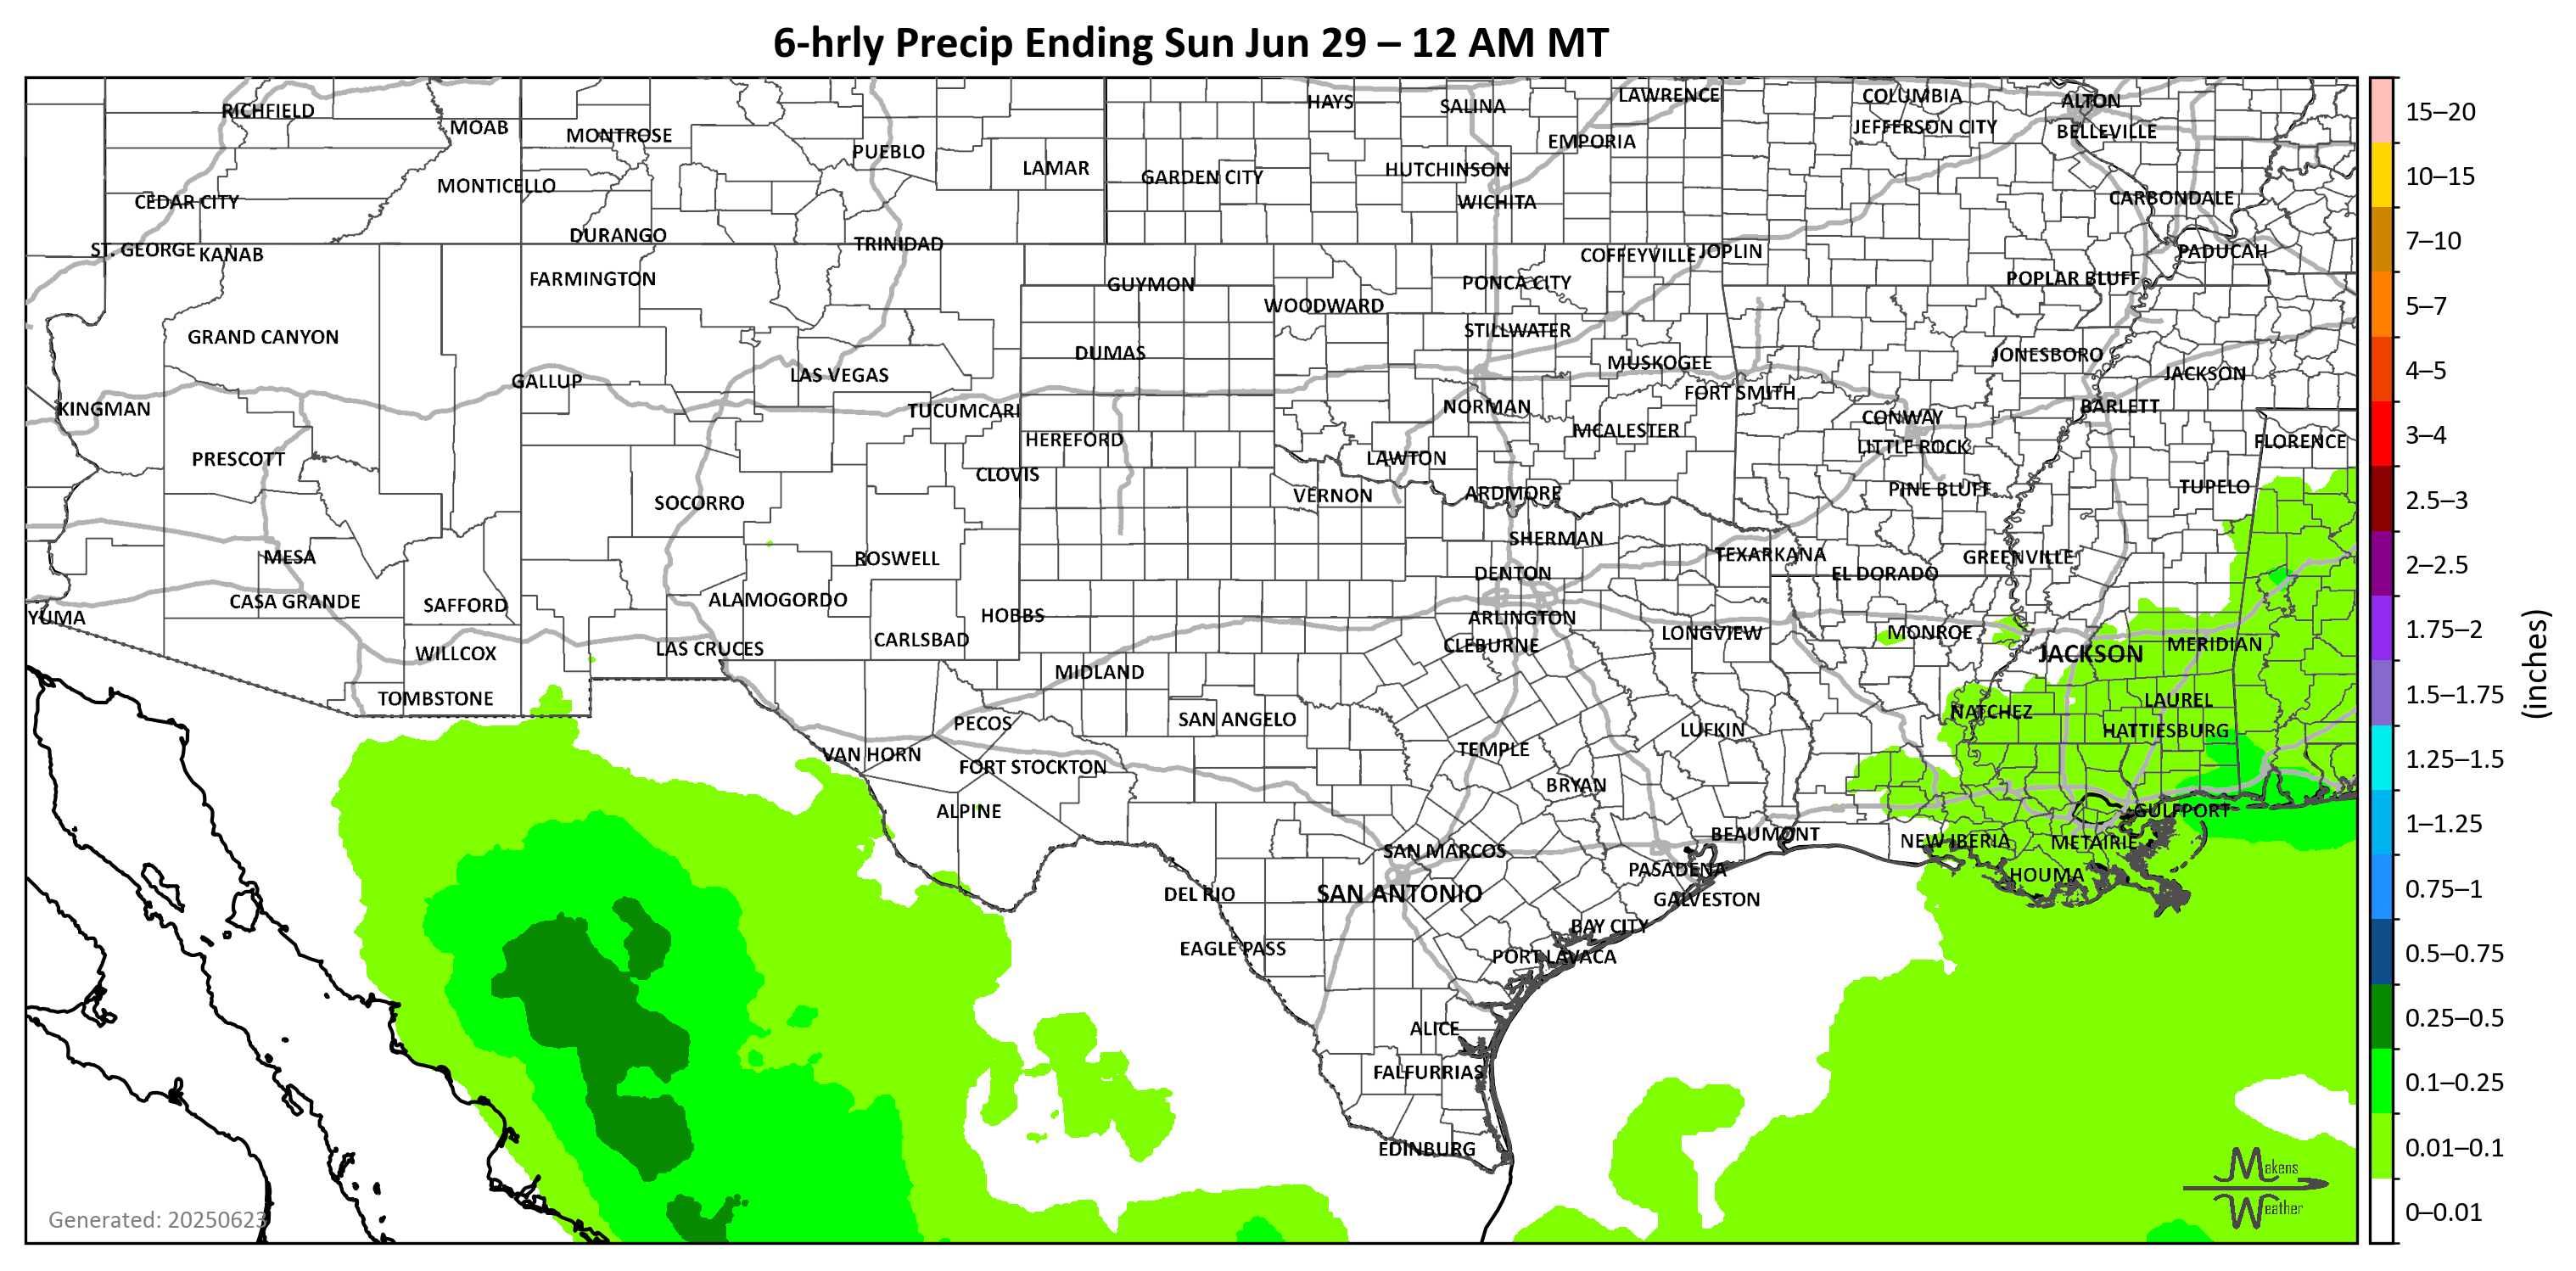 6-hrly Precip Ending Sun Jun 29 – 12 AM MT
RICHFIELD
MOAB
MONTROSE
PUEBLO
LAMAR
HAYS
SALINA
LAWRENCE
COLUMBIA
ALTON
JEFFERSON CITY
BELLEVILLE
EMPORIA
HUTCHINSON
GARDEN CITY
MONTICELLO
CEDAR CITY
WICHITA
CARBONDALE
DURANGO
TRINIDAD
ST. GEORGE
KANAB
COFFEYVILLE
JOPLIN
PADUCAH
FARMINGTON
GUYMON
PONCA CITY
POPLAR BLUFF
WOODWARD
GRAND CANYON
STILLWATER
DUMAS
JONESBORO
MUSKOGEE
GALLUP
LAS VEGAS
JACKSON
FORT SMITH
KINGMAN
TUCUMCARI
NORMAN
BARLETT
CONWAY
MCALESTER
HEREFORD
LITTLE ROCK
FLORENCE
PRESCOTT
LAWTON
CLOVIS
SOCORRO
VERNON
ARDMORE
PINE BLUFF
TUPELO
SHERMAN
MESA
ROSWELL
TEXARKANA
GREENVILLE
DENTON
EL DORADO
CASA GRANDE
SAFFORD
ALAMOGORDO
HOBBS
ARLINGTON
YUMA
LONGVIEW
MONROE
CARLSBAD
CLEBURNE
MERIDIAN
LAS CRUCES
WILLCOX
JACKSON
MIDLAND
TOMBSTONE
LAUREL
NATCHEZ
PECOS
SAN ANGELO
LUFKIN
HATTIESBURG
VAN HORN
TEMPLE
FORT STOCKTON
BRYAN
ALPINE
GULFPORT
BEAUMONT
NEW IBERIA
METAIRIE
SAN MARCOS
PASADENA
HOUMA
DEL RIO
SAN ANTONIO
GALVESTON
BAY CITY
EAGLE PASS
PORT LAVACA
ALICE
FALFURRIAS
EDINBURG
Generated: 20250623
Makens
Weather
15–20
10–15
7–10
5–7
4–5
3–4
2.5–3
2–2.5
1.75–2
1.5–1.75
1.25–1.5
1–1.25
0.75–1
0.5–0.75
0.25–0.5
0.1–0.25
0.01–0.1
0–0.01
(inches)